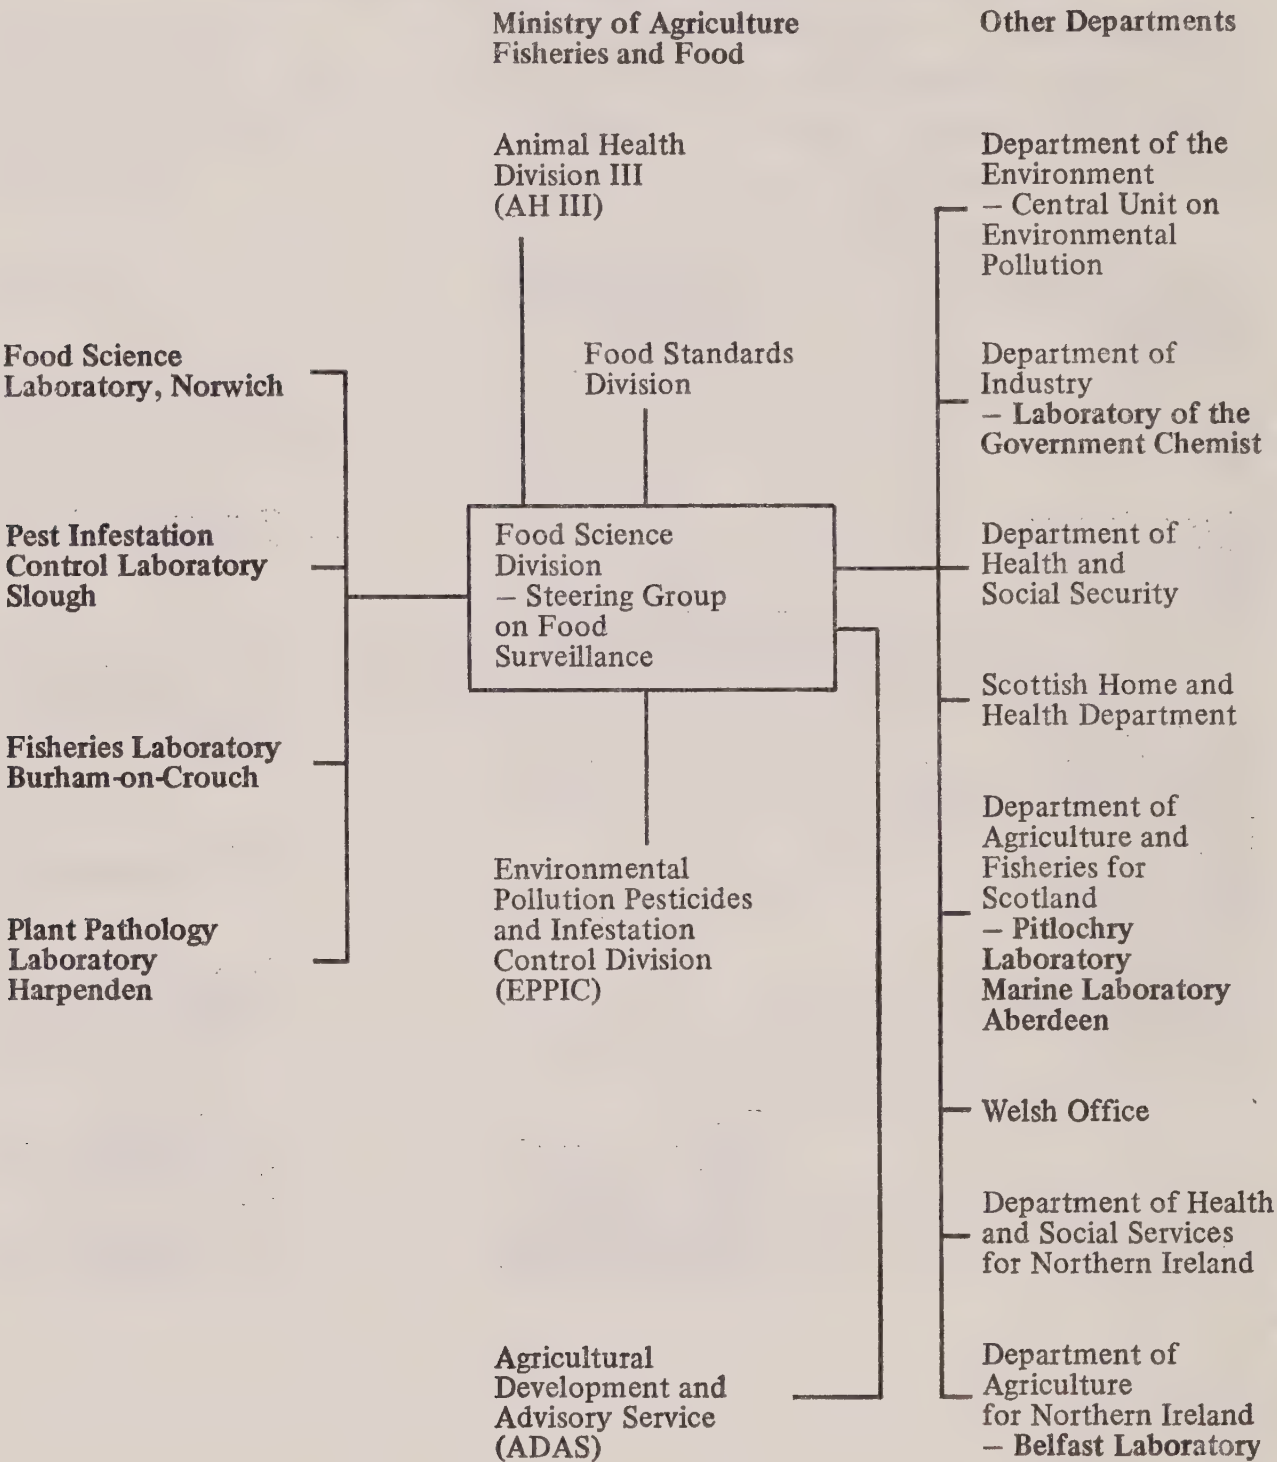 Ministry of Agriculture
Fisheries and Food
Other Departments
Animal Health
Division III
(AH III)
Food Standards
Division
Food Science
Laboratory, Norwich
Pest Infestation
Control Laboratory
Slough
Fisheries Laboratory
Burham-on-Crouch
Plant Pathology
Laboratory
Harpenden
Food Science
Division
— Steering Group
on Food
Surveillance
Environmental
Pollution Pesticides
and Infestation
Control Division
(EPPIC)
Agricultural
Development and
Advisory Service
(ADAS)
Department of the
Environment
— Central Unit on
Environmental
Pollution
Department of
Industry
— Laboratory of the
Government Chemist
Department of
Health and
Social Security
Scottish Home and
Health Department
Department of
Agriculture and
Fisheries for
Scotland
— Pitlochry
Laboratory
Marine Laboratory
Aberdeen
Welsh Office
Department of Health
and Social Services
for Northern Ireland
Department of
Agriculture
for Northern Ireland
— Belfast Laboratory